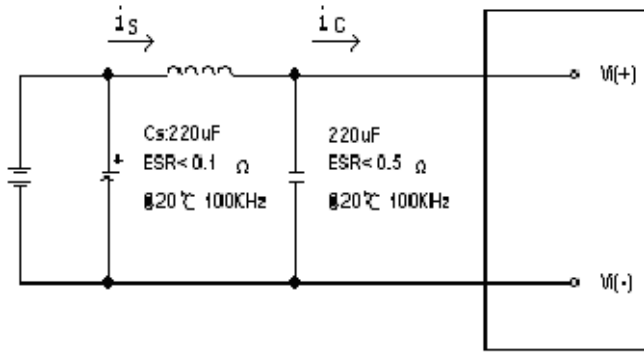 is
ic
Vi(+)
Cs:220uF
ESR<0.1 Ω
@20℃ 100KHz
220uF
ESR<0.5 Ω
@20℃ 100KHz
Vi(-)